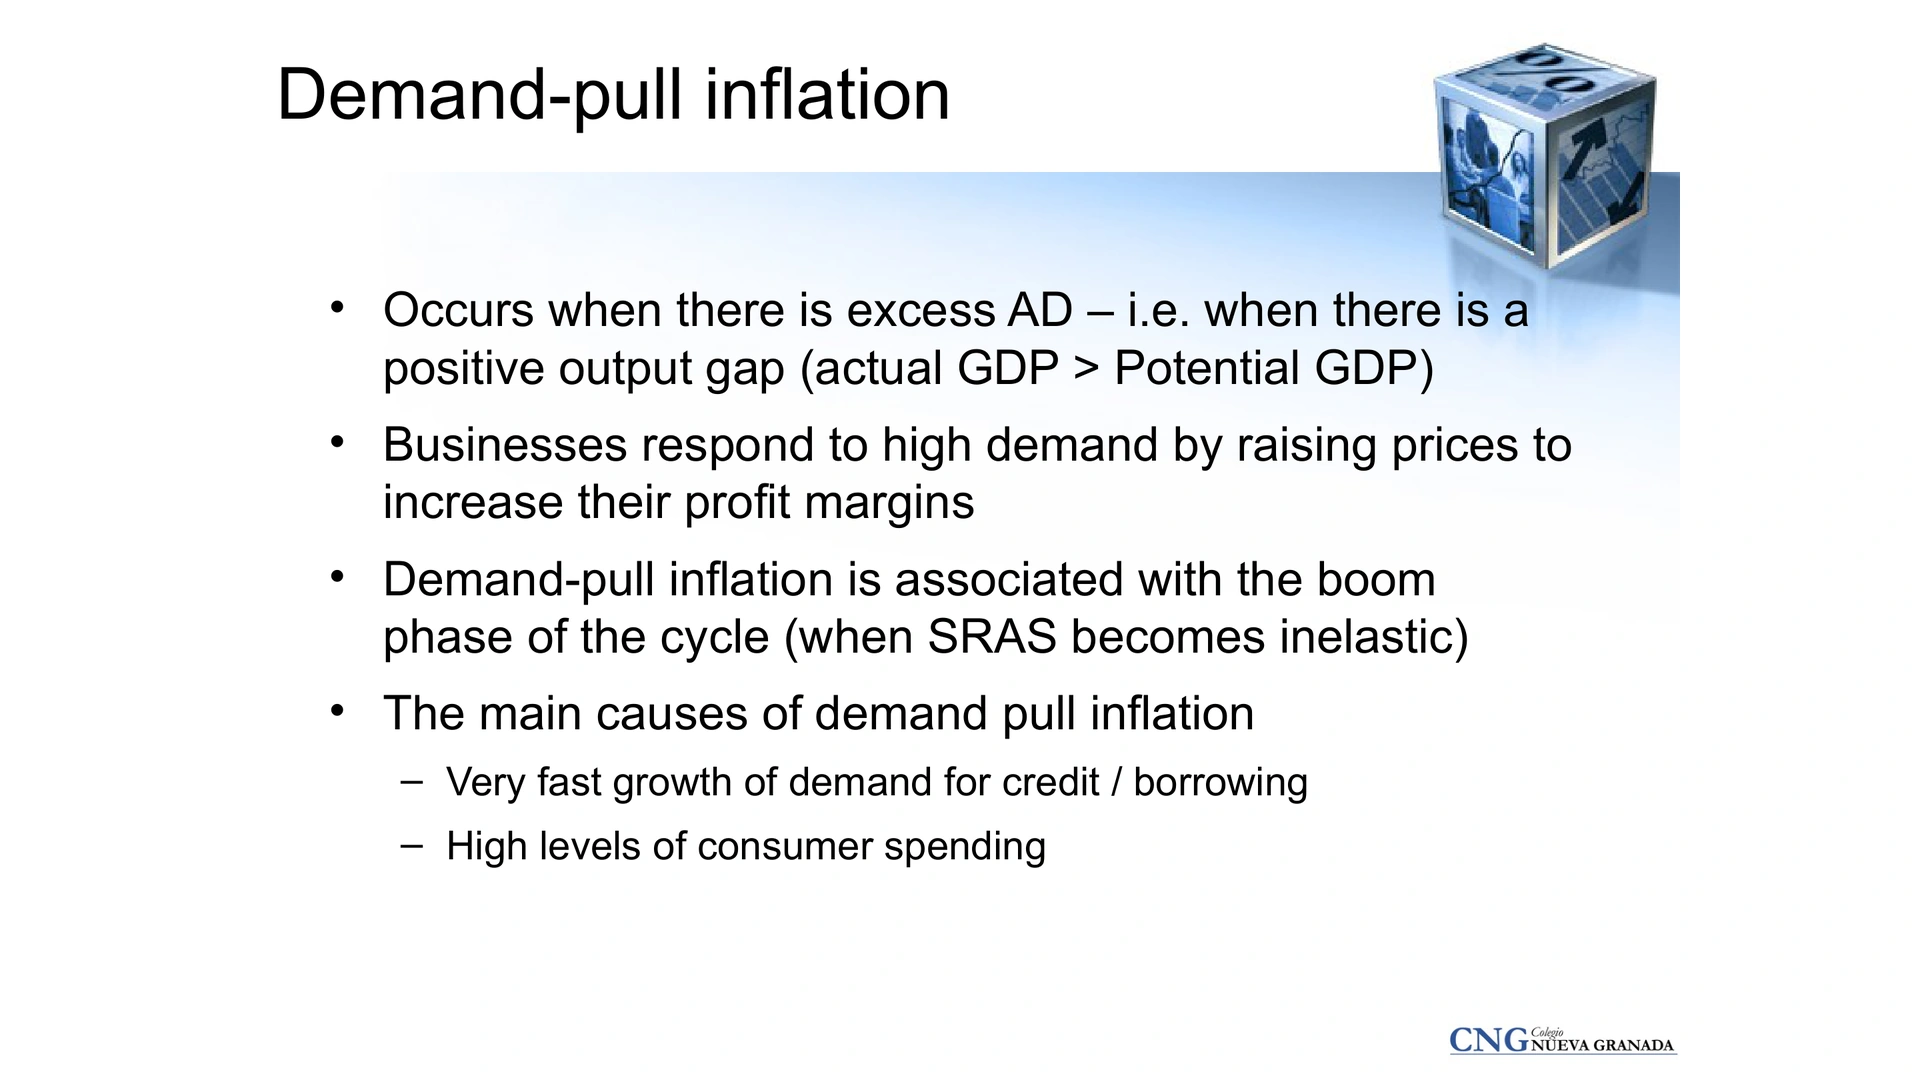 Demand-pull inflation
%
• Occurs when there is excess AD – i.e. when there is a
positive output gap (actual GDP > Potential GDP)
• Businesses respond to high demand by raising prices to
increase their profit margins
• Demand-pull inflation is associated with the boom
phase of the cycle (when SRAS becomes inelastic)
• The main causes of demand pull inflation
– Very fast growth of demand for credit / borrowing
– High levels of consumer spending
CNG Colegio
NUEVA GRANADA